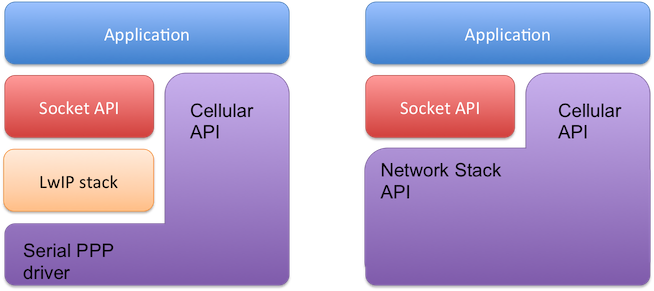 Application
Socket API
Cellular
API
LwIP stack
Serial PPP
driver
Application
Socket API
Cellular
API
Network Stack
API